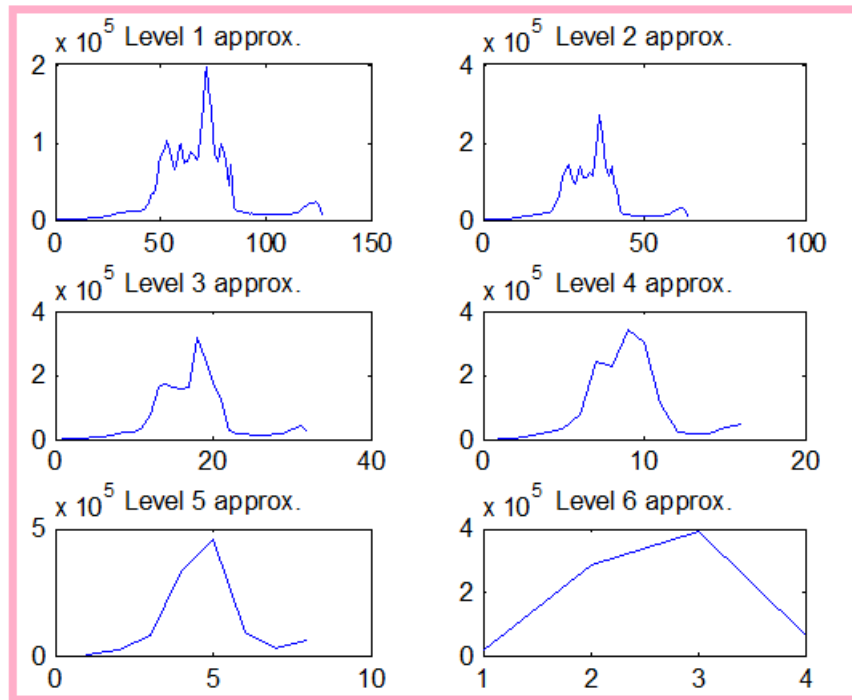 x 10^5 Level 1 approx.
2
1
0
0 50 100 150
x 10^5 Level 2 approx.
4
2
0
0 50 100
x 10^5 Level 3 approx.
4
2
0
0 20 40
x 10^5 Level 4 approx.
4
2
0
0 10 20
x 10^5 Level 5 approx.
5
0
0 5 10
x 10^5 Level 6 approx.
4
2
0
1 2 3 4